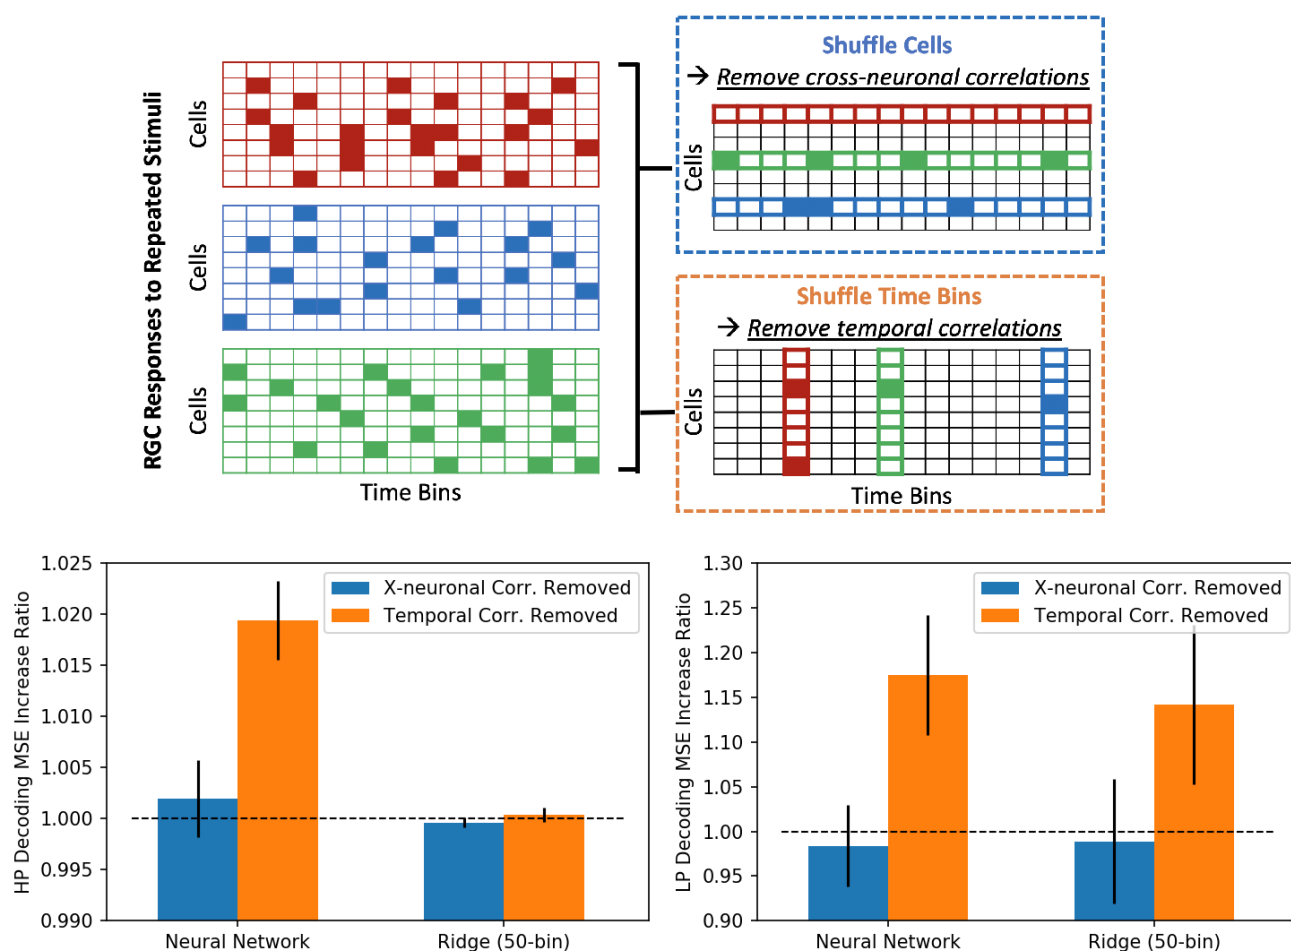 RGC Responses to Repeated Stimuli
Cells
Cells
Cells
Time Bins
Shuffle Cells
→ Remove cross-neuronal correlations
Cells
Shuffle Time Bins
→ Remove temporal correlations
Cells
Time Bins
HP Decoding MSE Increase Ratio
1.025
1.020
1.015
1.010
1.005
1.000
0.995
0.990
X-neuronal Corr. Removed
Temporal Corr. Removed
Neural Network
Ridge (50-bin)
LP Decoding MSE Increase Ratio
1.30
1.25
1.20
1.15
1.10
1.05
1.00
0.95
0.90
X-neuronal Corr. Removed
Temporal Corr. Removed
Neural Network
Ridge (50-bin)